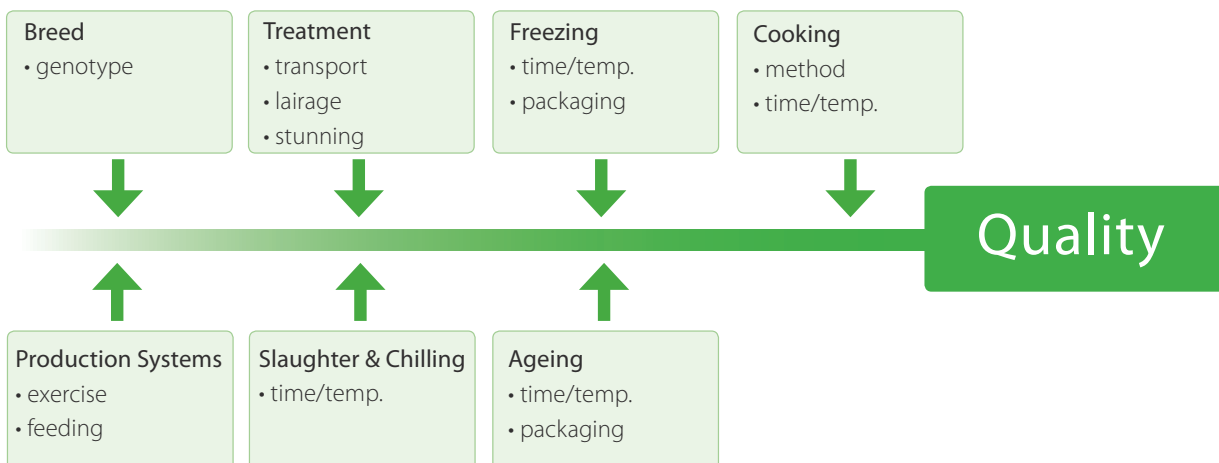 Breed
• genotype
Treatment
• transport
• lairage
• stunning
Freezing
• time/temp.
• packaging
Cooking
• method
• time/temp.
Quality
Production Systems
• exercise
• feeding
Slaughter & Chilling
• time/temp.
Ageing
• time/temp.
• packaging